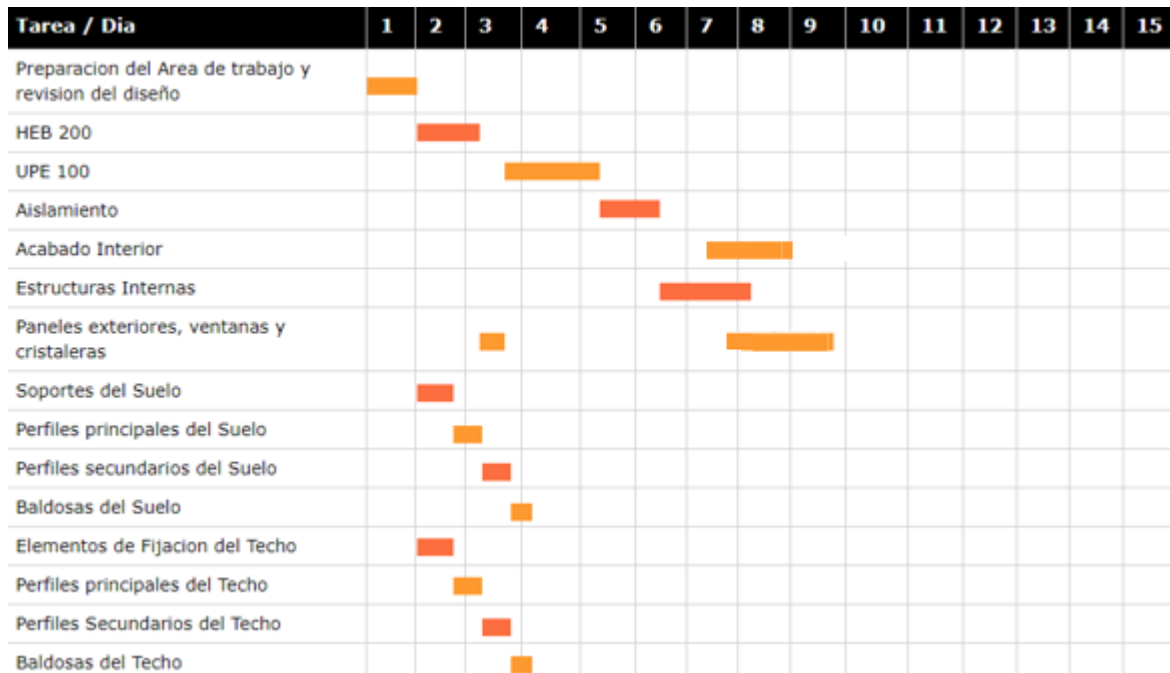 Tarea / Dia 1 2 3 4 5 6 7 8 9 10 11 12 13 14 15
Preparacion del Area de trabajo y
revision del diseño
HEB 200
UPE 100
Aislamiento
Acabado Interior
Estructuras Internas
Paneles exteriores, ventanas y
cristaleras
Soportes del Suelo
Perfiles principales del Suelo
Perfiles secundarios del Suelo
Baldosas del Suelo
Elementos de Fijacion del Techo
Perfiles principales del Techo
Perfiles Secundarios del Techo
Baldosas del Techo